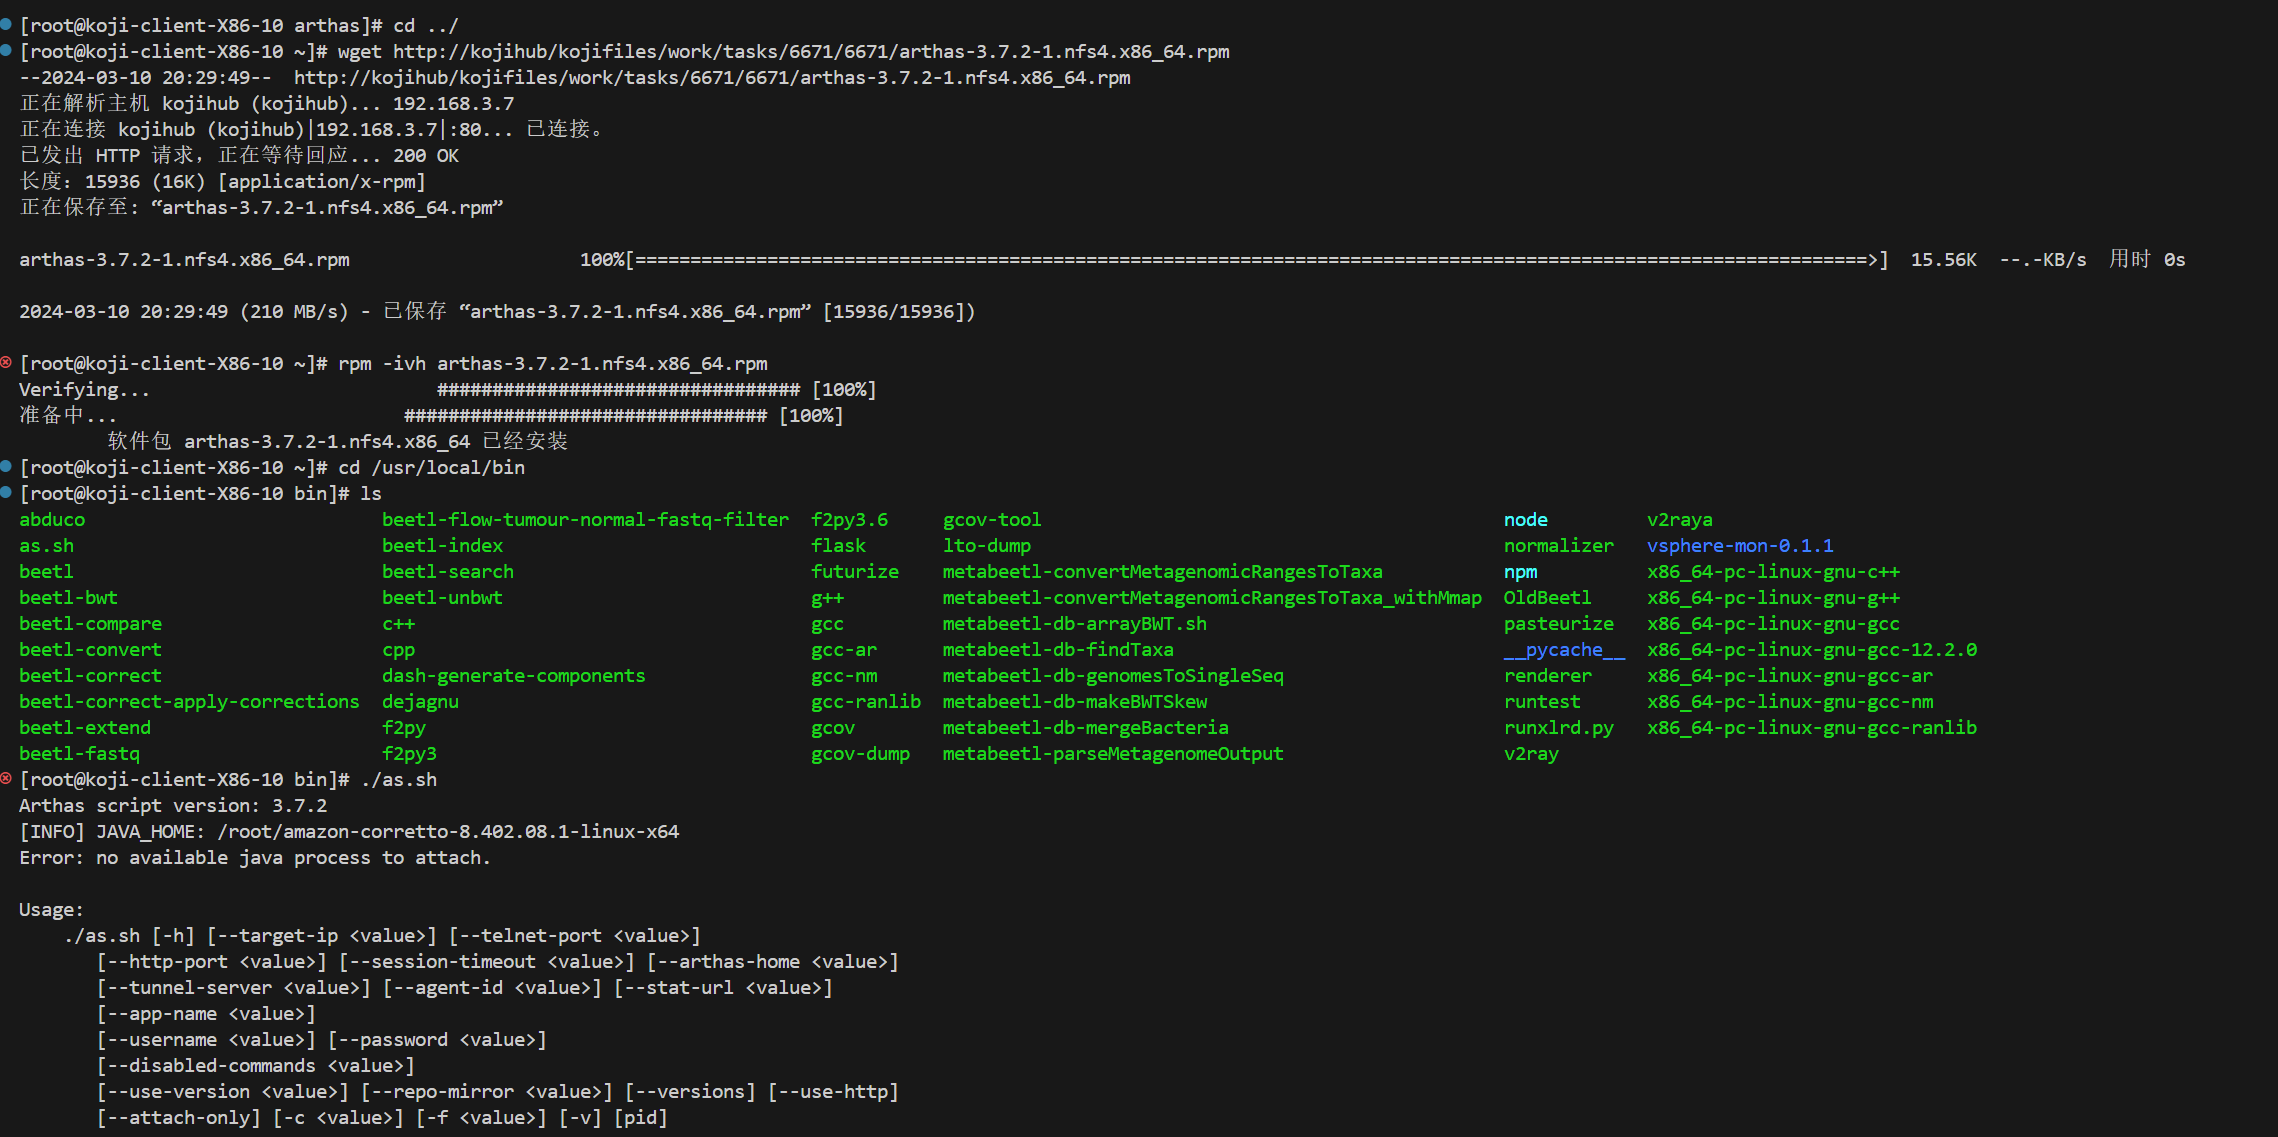 [root@koji-client-X86-10 arthas]# cd ../
[root@koji-client-X86-10 ~]# wget http://kojihub/kojifiles/work/tasks/6671/6671/arthas-3.7.2-1.nfs4.x86_64.rpm
--2024-03-10 20:29:49--  http://kojihub/kojifiles/work/tasks/6671/6671/arthas-3.7.2-1.nfs4.x86_64.rpm
正在解析主机 kojihub (kojihub)... 192.168.3.7
正在连接 kojihub (kojihub)|192.168.3.7|:80... 已连接。
已发出 HTTP 请求，正在等待回应... 200 OK
长度：15936 (16K) [application/x-rpm]
正在保存至: “arthas-3.7.2-1.nfs4.x86_64.rpm”
arthas-3.7.2-1.nfs4.x86_64.rpm                     100%[================================================================================================================>]  15.56K  --.-KB/s  用时 0s
2024-03-10 20:29:49 (210 MB/s) - 已保存 “arthas-3.7.2-1.nfs4.x86_64.rpm” [15936/15936])
[root@koji-client-X86-10 ~]# rpm -ivh arthas-3.7.2-1.nfs4.x86_64.rpm
Verifying...                          ################################# [100%]
准备中...                          ################################# [100%]
        软件包 arthas-3.7.2-1.nfs4.x86_64 已经安装
[root@koji-client-X86-10 ~]# cd /usr/local/bin
[root@koji-client-X86-10 bin]# ls
abduco beetl-flow-tumour-normal-fastq-filter f2py3.6 gcov-tool node v2raya
as.sh beetl-index flask lto-dump normalizer vsphere-mon-0.1.1
beetl beetl-search futurize metabeetl-convertMetagenomicRangesToTaxa npm x86_64-pc-linux-gnu-c++
beetl-bwt beetl-unbwt g++ metabeetl-convertMetagenomicRangesToTaxa_withMmap OldBeetl x86_64-pc-linux-gnu-g++
beetl-compare c++ gcc metabeetl-db-arrayBWT.sh pasteurize x86_64-pc-linux-gnu-gcc
beetl-convert cpp gcc-ar metabeetl-db-findTaxa __pycache__ x86_64-pc-linux-gnu-gcc-12.2.0
beetl-correct dash-generate-components gcc-nm metabeetl-db-genomesToSingleSeq renderer x86_64-pc-linux-gnu-gcc-ar
beetl-correct-apply-corrections dejagnu gcc-ranlib metabeetl-db-makeBWTSkew runtest x86_64-pc-linux-gnu-gcc-nm
beetl-extend f2py gcov metabeetl-db-mergeBacteria runxlrd.py x86_64-pc-linux-gnu-gcc-ranlib
beetl-fastq f2py3 gcov-dump metabeetl-parseMetagenomeOutput v2ray
[root@koji-client-X86-10 bin]# ./as.sh
Arthas script version: 3.7.2
[INFO] JAVA_HOME: /root/amazon-corretto-8.402.08.1-linux-x64
Error: no available java process to attach.
Usage:
    ./as.sh [-h] [--target-ip <value>] [--telnet-port <value>]
       [--http-port <value>] [--session-timeout <value>] [--arthas-home <value>]
       [--tunnel-server <value>] [--agent-id <value>] [--stat-url <value>]
       [--app-name <value>]
       [--username <value>] [--password <value>]
       [--disabled-commands <value>]
       [--use-version <value>] [--repo-mirror <value>] [--versions] [--use-http]
       [--attach-only] [-c <value>] [-f <value>] [-v] [pid]